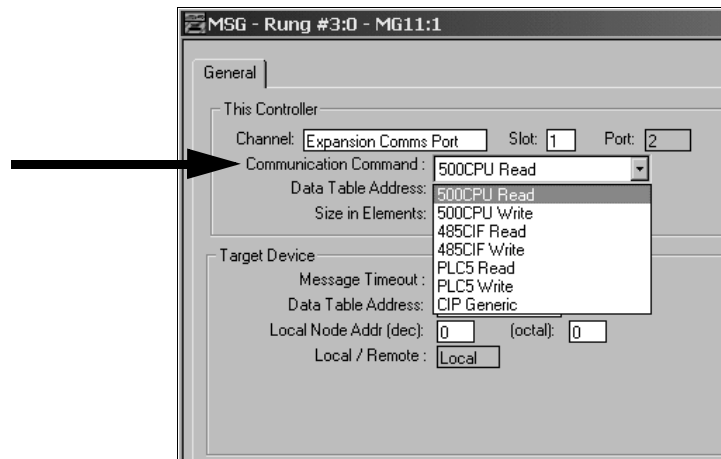 MSG - Rung #3:0 - MG11:1
General
This Controller
Channel: Expansion Comms Port Slot: 1 Port: 2
Communication Command : 500CPU Read
Data Table Address:
500CPU Read
Size in Elements:
500CPU Write
485CIF Read
485CIF Write
PLC5 Read
PLC5 Write
CIP Generic
Target Device
Message Timeout :
Data Table Address:
Local Node Addr (dec): 0 (octal): 0
Local / Remote : Local